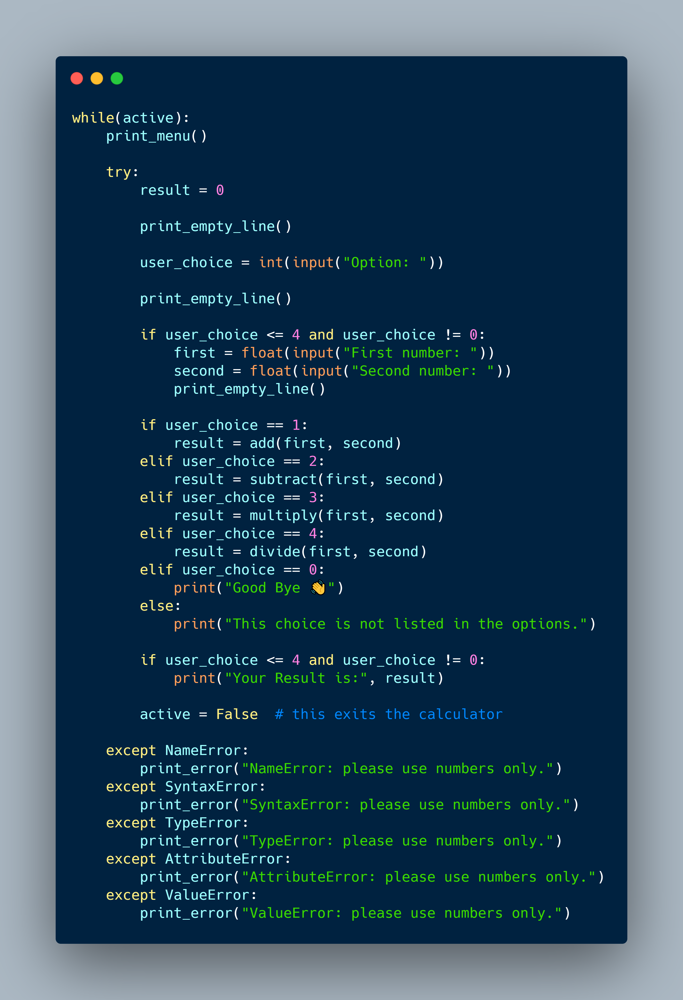 while(active):
    print_menu()

    try:
        result = 0

        print_empty_line()

        user_choice = int(input("Option: "))

        print_empty_line()

        if user_choice <= 4 and user_choice != 0:
            first = float(input("First number: "))
            second = float(input("Second number: "))
            print_empty_line()

        if user_choice == 1:
            result = add(first, second)
        elif user_choice == 2:
            result = subtract(first, second)
        elif user_choice == 3:
            result = multiply(first, second)
        elif user_choice == 4:
            result = divide(first, second)
        elif user_choice == 0:
            print("Good Bye 👋")
        else:
            print("This choice is not listed in the options.")

        if user_choice <= 4 and user_choice != 0:
            print("Your Result is:", result)

        active = False  # this exits the calculator

    except NameError:
        print_error("NameError: please use numbers only.")
    except SyntaxError:
        print_error("SyntaxError: please use numbers only.")
    except TypeError:
        print_error("TypeError: please use numbers only.")
    except AttributeError:
        print_error("AttributeError: please use numbers only.")
    except ValueError:
        print_error("ValueError: please use numbers only.")